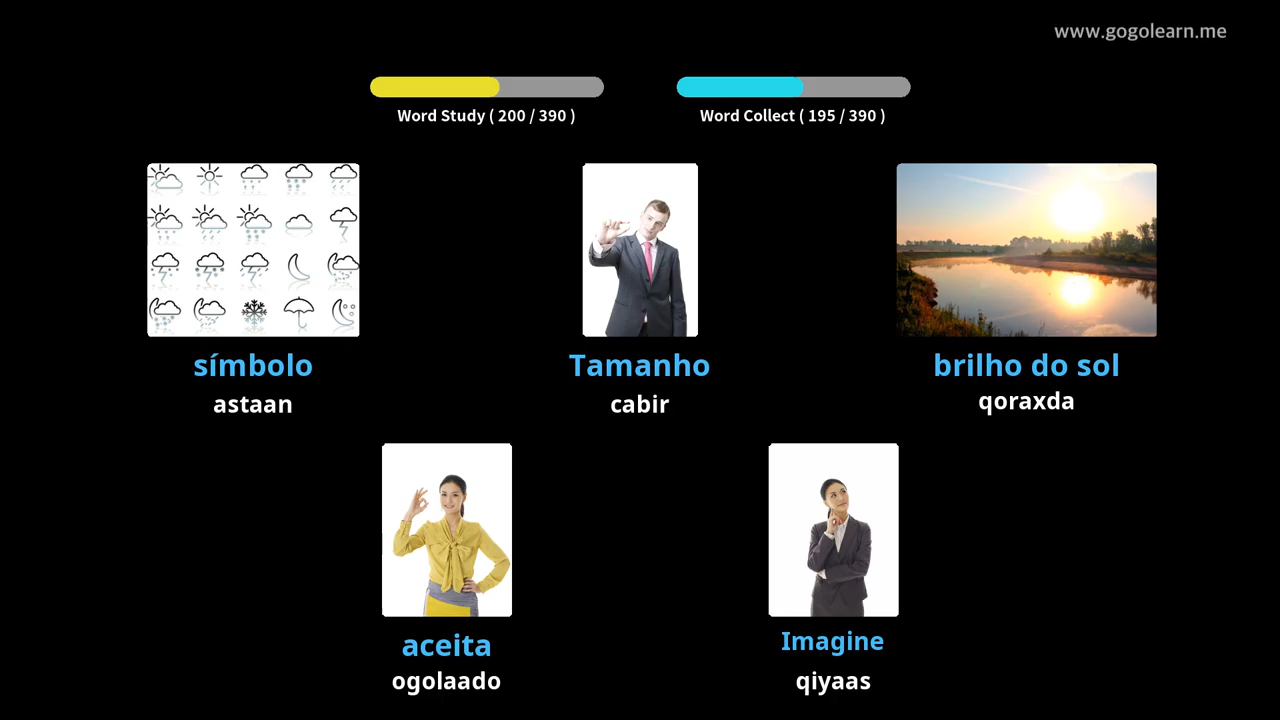 www.gogolearn.me
Word Study ( 200 / 390 )
Word Collect ( 195 / 390 )
símbolo
astaan
Tamanho
cabir
brilho do sol
qoraxda
aceita
ogolaado
Imagine
qiyaas